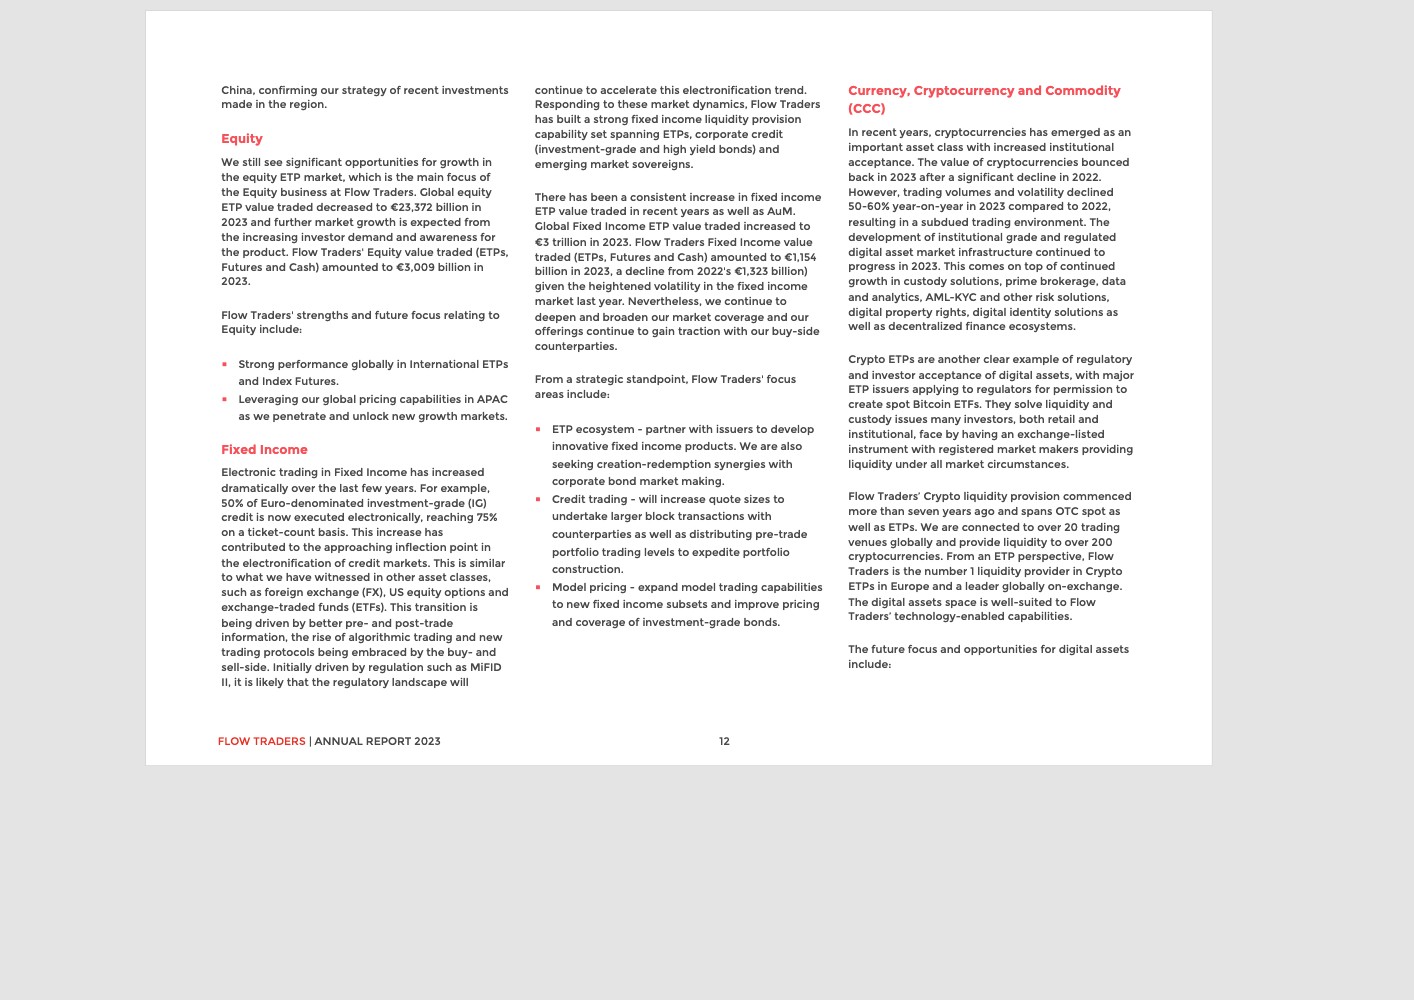 China, confirming our strategy of recent investments
made in the region.
Equity
We still see significant opportunities for growth in
the equity ETP market, which is the main focus of
the Equity business at Flow Traders. Global equity
ETP value traded decreased to €23,372 billion in
2023 and further market growth is expected from
the increasing investor demand and awareness for
the product. Flow Traders' Equity value traded (ETPs,
Futures and Cash) amounted to €3,009 billion in
2023.
Flow Traders' strengths and future focus relating to
Equity include:
▪ Strong performance globally in International ETPs
and Index Futures.
▪ Leveraging our global pricing capabilities in APAC
as we penetrate and unlock new growth markets.
Fixed Income
Electronic trading in Fixed Income has increased
dramatically over the last few years. For example,
50% of Euro-denominated investment-grade (IG)
credit is now executed electronically, reaching 75%
on a ticket-count basis. This increase has
contributed to the approaching inflection point in
the electronification of credit markets. This is similar
to what we have witnessed in other asset classes,
such as foreign exchange (FX), US equity options and
exchange-traded funds (ETFs). This transition is
being driven by better pre- and post-trade
information, the rise of algorithmic trading and new
trading protocols being embraced by the buy- and
sell-side. Initially driven by regulation such as MiFID
II, it is likely that the regulatory landscape will
continue to accelerate this electronification trend.
Responding to these market dynamics, Flow Traders
has built a strong fixed income liquidity provision
capability set spanning ETPs, corporate credit
(investment-grade and high yield bonds) and
emerging market sovereigns.
There has been a consistent increase in fixed income
ETP value traded in recent years as well as AuM.
Global Fixed Income ETP value traded increased to
€3 trillion in 2023. Flow Traders Fixed Income value
traded (ETPs, Futures and Cash) amounted to €1,154
billion in 2023, a decline from 2022's €1,323 billion)
given the heightened volatility in the fixed income
market last year. Nevertheless, we continue to
deepen and broaden our market coverage and our
offerings continue to gain traction with our buy-side
counterparties.
From a strategic standpoint, Flow Traders' focus
areas include:
▪ ETP ecosystem - partner with issuers to develop
innovative fixed income products. We are also
seeking creation-redemption synergies with
corporate bond market making.
▪ Credit trading - will increase quote sizes to
undertake larger block transactions with
counterparties as well as distributing pre-trade
portfolio trading levels to expedite portfolio
construction.
▪ Model pricing - expand model trading capabilities
to new fixed income subsets and improve pricing
and coverage of investment-grade bonds.
Currency, Cryptocurrency and Commodity
(CCC)
In recent years, cryptocurrencies has emerged as an
important asset class with increased institutional
acceptance. The value of cryptocurrencies bounced
back in 2023 after a significant decline in 2022.
However, trading volumes and volatility declined
50-60% year-on-year in 2023 compared to 2022,
resulting in a subdued trading environment. The
development of institutional grade and regulated
digital asset market infrastructure continued to
progress in 2023. This comes on top of continued
growth in custody solutions, prime brokerage, data
and analytics, AML-KYC and other risk solutions,
digital property rights, digital identity solutions as
well as decentralized finance ecosystems.
Crypto ETPs are another clear example of regulatory
and investor acceptance of digital assets, with major
ETP issuers applying to regulators for permission to
create spot Bitcoin ETFs. They solve liquidity and
custody issues many investors, both retail and
institutional, face by having an exchange-listed
instrument with registered market makers providing
liquidity under all market circumstances.
Flow Traders’ Crypto liquidity provision commenced
more than seven years ago and spans OTC spot as
well as ETPs. We are connected to over 20 trading
venues globally and provide liquidity to over 200
cryptocurrencies. From an ETP perspective, Flow
Traders is the number 1 liquidity provider in Crypto
ETPs in Europe and a leader globally on-exchange.
The digital assets space is well-suited to Flow
Traders’ technology-enabled capabilities.
The future focus and opportunities for digital assets
include:
FLOW TRADERS | ANNUAL REPORT 2023
12